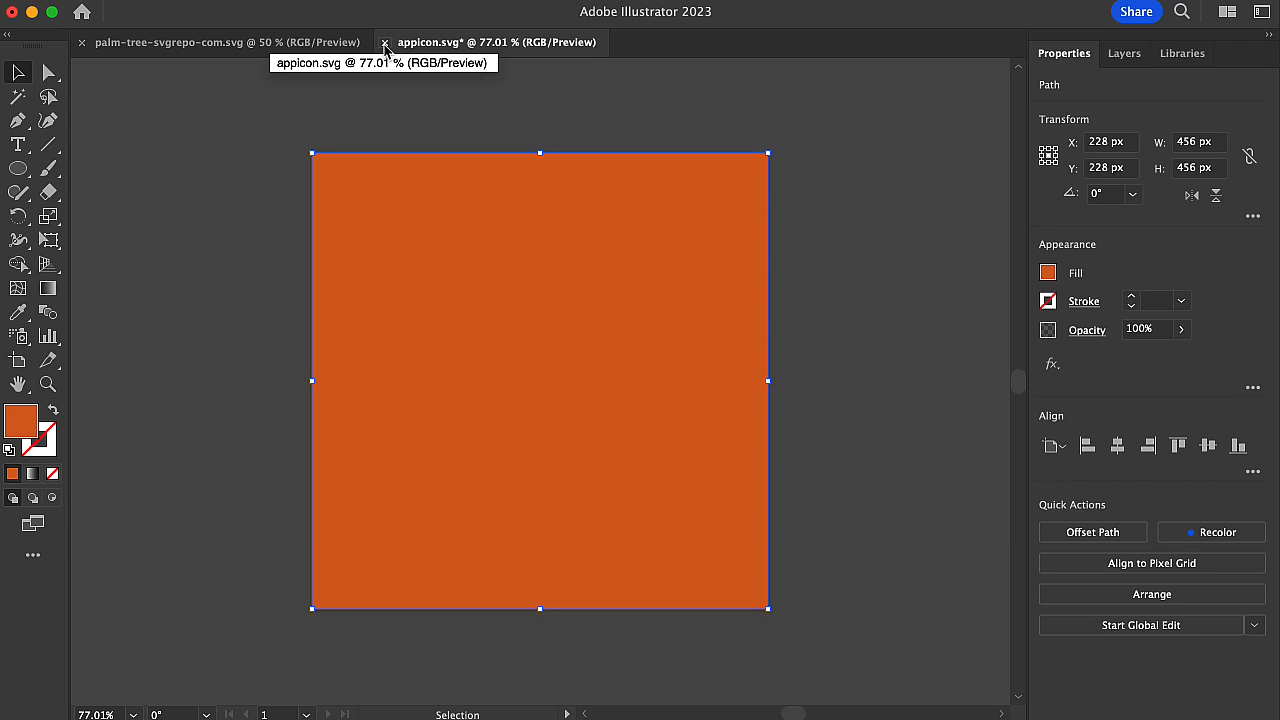 Adobe Illustrator 2023
Share
palm-tree-svgrepo-com.svg @ 50 % (RGB/Preview)
appicon.svg* @ 77.01 % (RGB/Preview)
appicon.svg @ 77.01 % (RGB/Preview)
Properties
Layers
Libraries
Path
Transform
X: 228 px
W: 456 px
Y: 228 px
H: 456 px
0°
Appearance
Fill
Stroke
Opacity
100%
fx.
Align
Quick Actions
Offset Path
Recolor
Align to Pixel Grid
Arrange
Start Global Edit
77.01%
0°
1
Selection